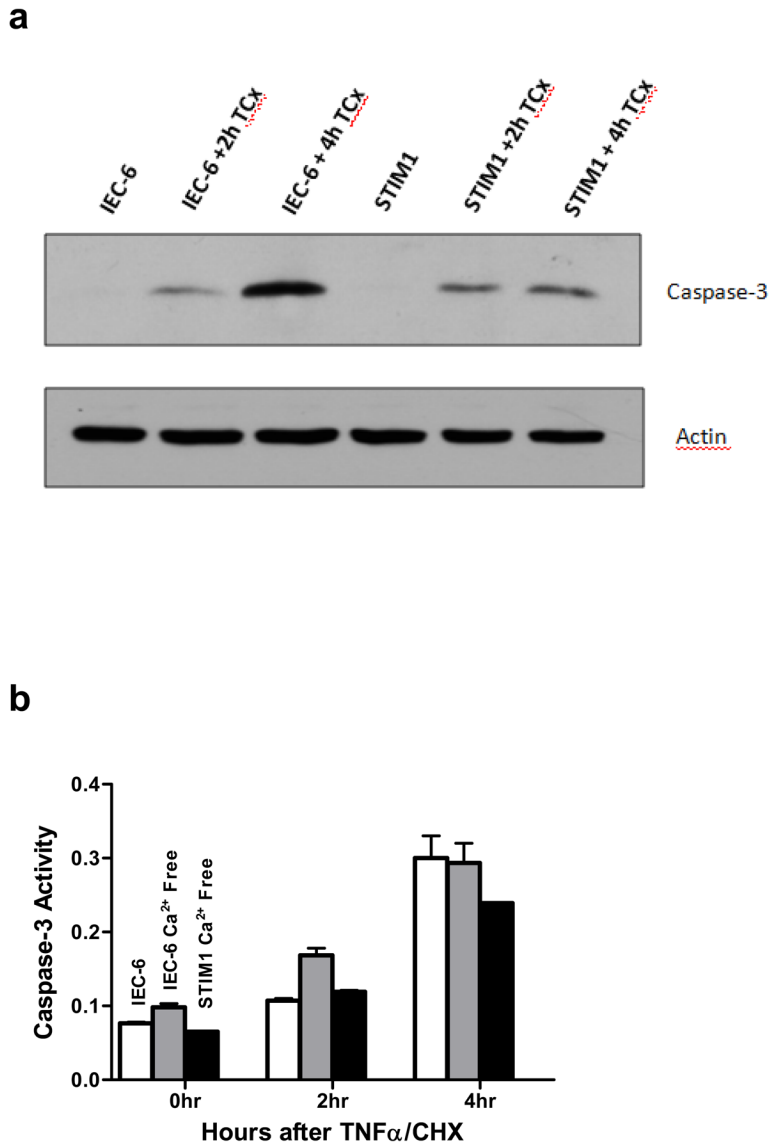 a
IEC-6
IEC-6 +2h TCx
IEC-6 + 4h TCx
STIM1
STIM1 +2h TCx
STIM1 + 4h TCx
Caspase-3
Actin
b
Caspase-3 Activity
0.4
0.3
0.2
0.1
0.0
IEC-6
IEC-6 Ca²⁺ Free
STIM1 Ca²⁺ Free
0hr
2hr
4hr
Hours after TNFα/CHX